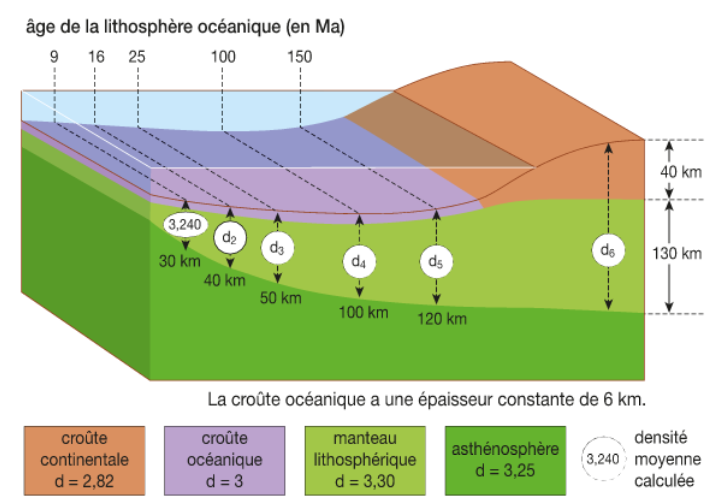 âge de la lithosphère océanique (en Ma)
9 16 25 100 150
40 km
3,240 d2 d3 d4 d5 d6
130 km
30 km
40 km
50 km
100 km
120 km
La croûte océanique a une épaisseur constante de 6 km.
croûte
continentale
d = 2,82
croûte
océanique
d = 3
manteau
lithosphérique
d = 3,30
asthénosphère
d = 3,25
3,240
densité
moyenne
calculée